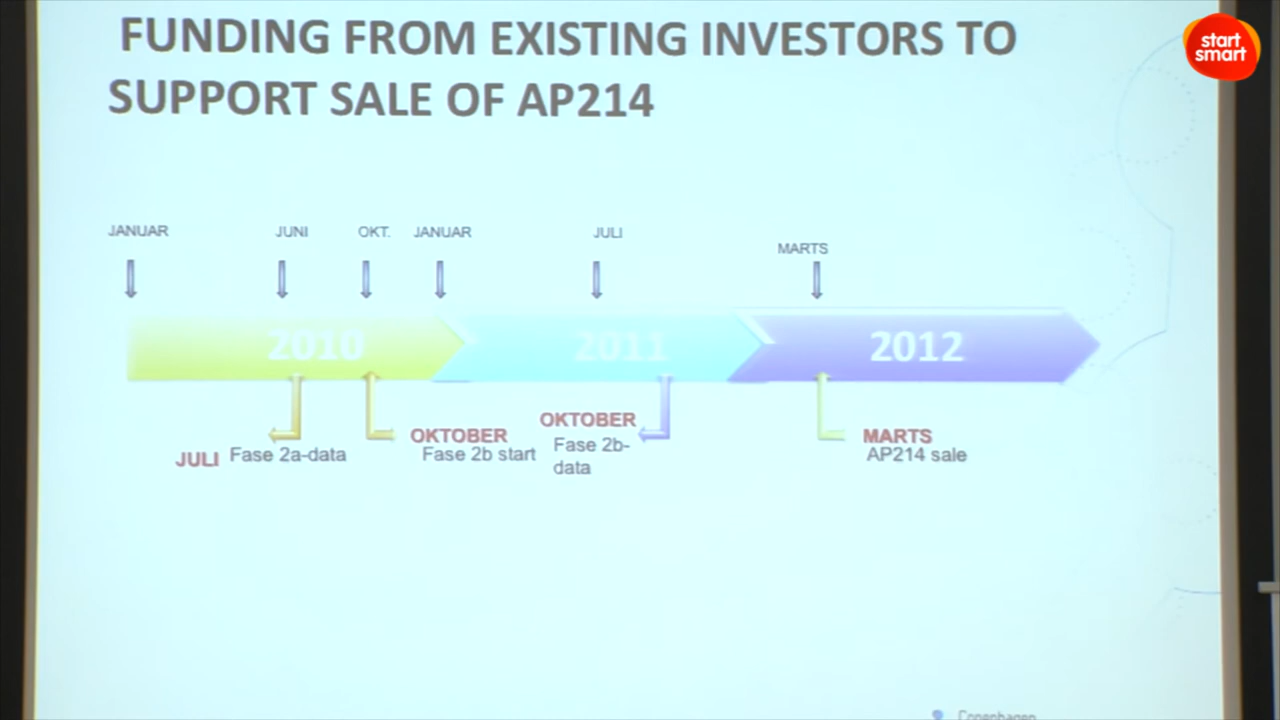 FUNDING FROM EXISTING INVESTORS TO
SUPPORT SALE OF AP214
start
smart
JANUAR
JUNI
OKT.
JANUAR
JULI
MARTS
2010
2011
2012
JULI
Fase 2a-data
OKTOBER
Fase 2b start
OKTOBER
Fase 2b-
data
MARTS
AP214 sale
Copenhagen